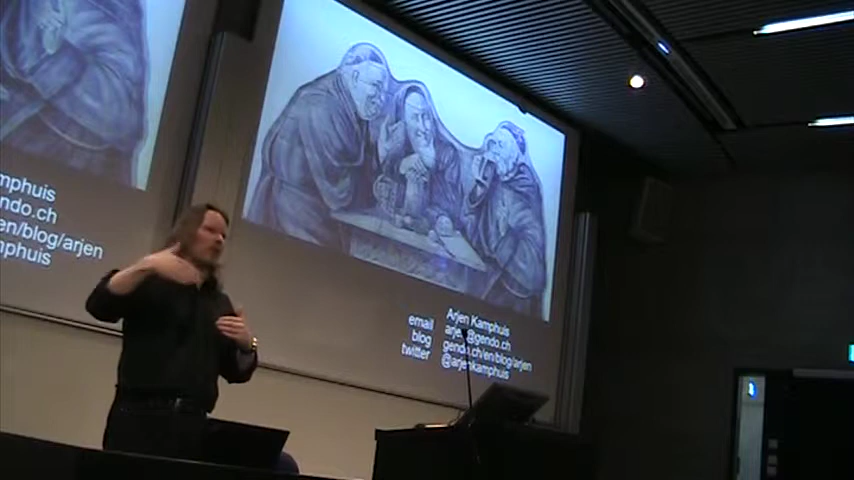 mphuis
endo.ch
en/blog/arjen
mphuis
Arjen Kamphuis
email arjen@gendo.ch
blog gendo.ch/en/blog/arjen
twitter @arjenkamphuis